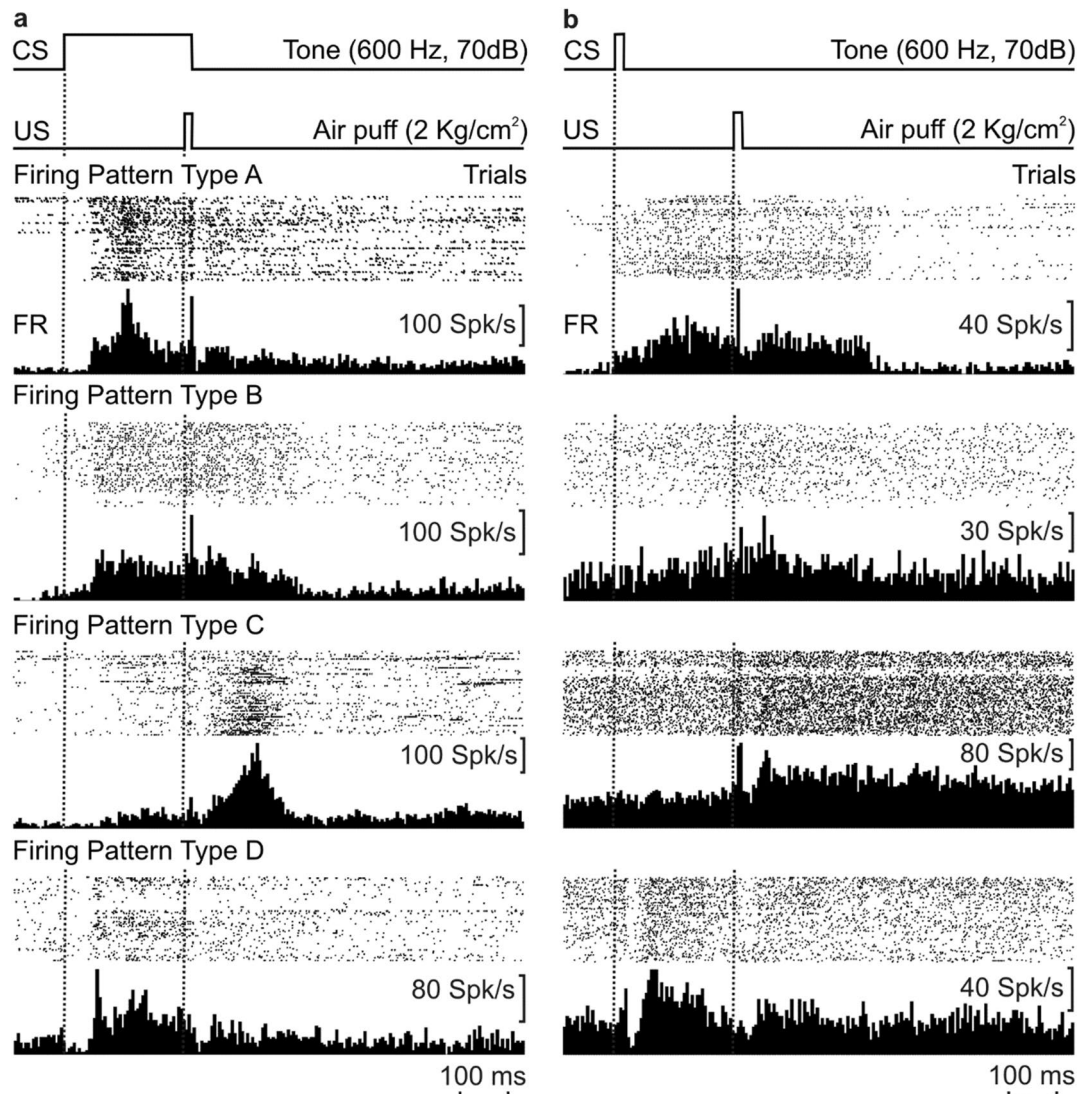 a b
CS Tone (600 Hz, 70dB) CS Tone (600 Hz, 70dB)
US Air puff (2 Kg/cm²) US Air puff (2 Kg/cm²)
Firing Pattern Type A Trials Trials
FR 100 Spk/s FR 40 Spk/s
Firing Pattern Type B
100 Spk/s 30 Spk/s
Firing Pattern Type C
100 Spk/s 80 Spk/s
Firing Pattern Type D
80 Spk/s 40 Spk/s
100 ms 100 ms